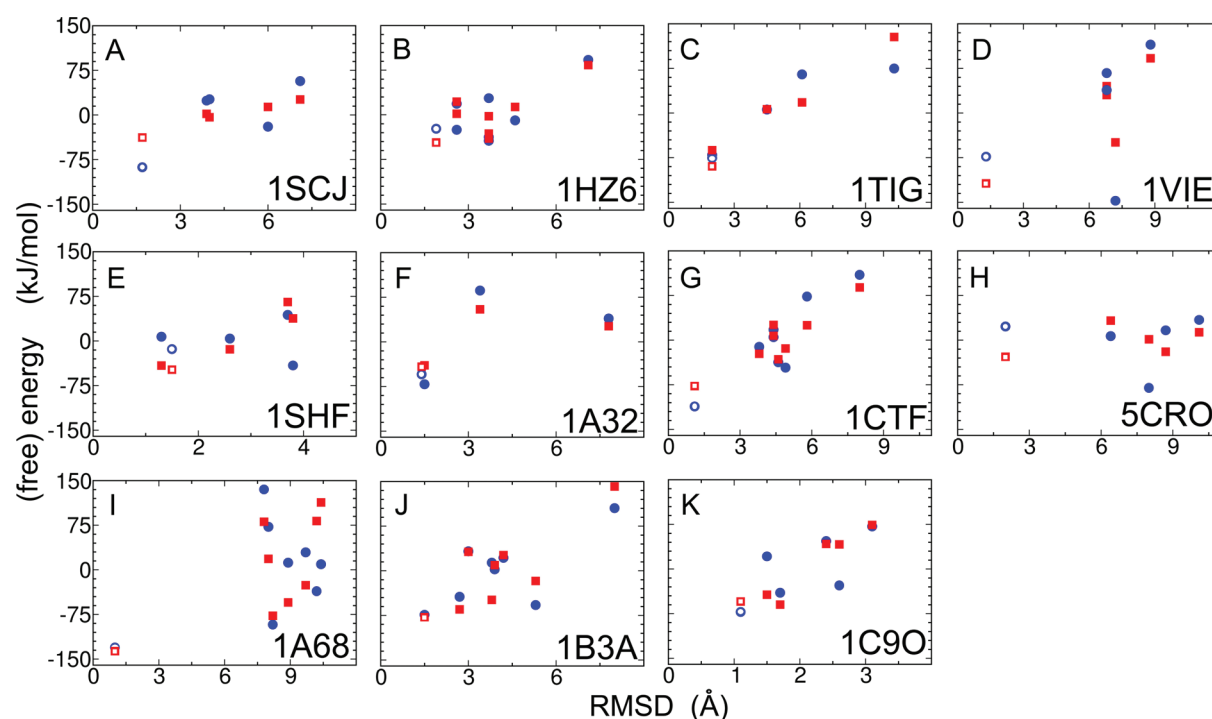 (free) energy (kJ/mol)
150
75
0
-75
-150
A
1SCJ
0 3 6 9
B
1HZ6
0 3 6
C
1TIG
0 3 6 9
D
1VIE
0 3 6 9
150
75
0
-75
-150
E
1SHF
0 2 4
F
1A32
0 3 6
G
1CTF
0 3 6 9
H
5CRO
0 3 6 9
150
75
0
-75
-150
I
1A68
0 3 6 9
J
1B3A
0 3 6
K
1C9O
0 1 2 3
RMSD (Å)